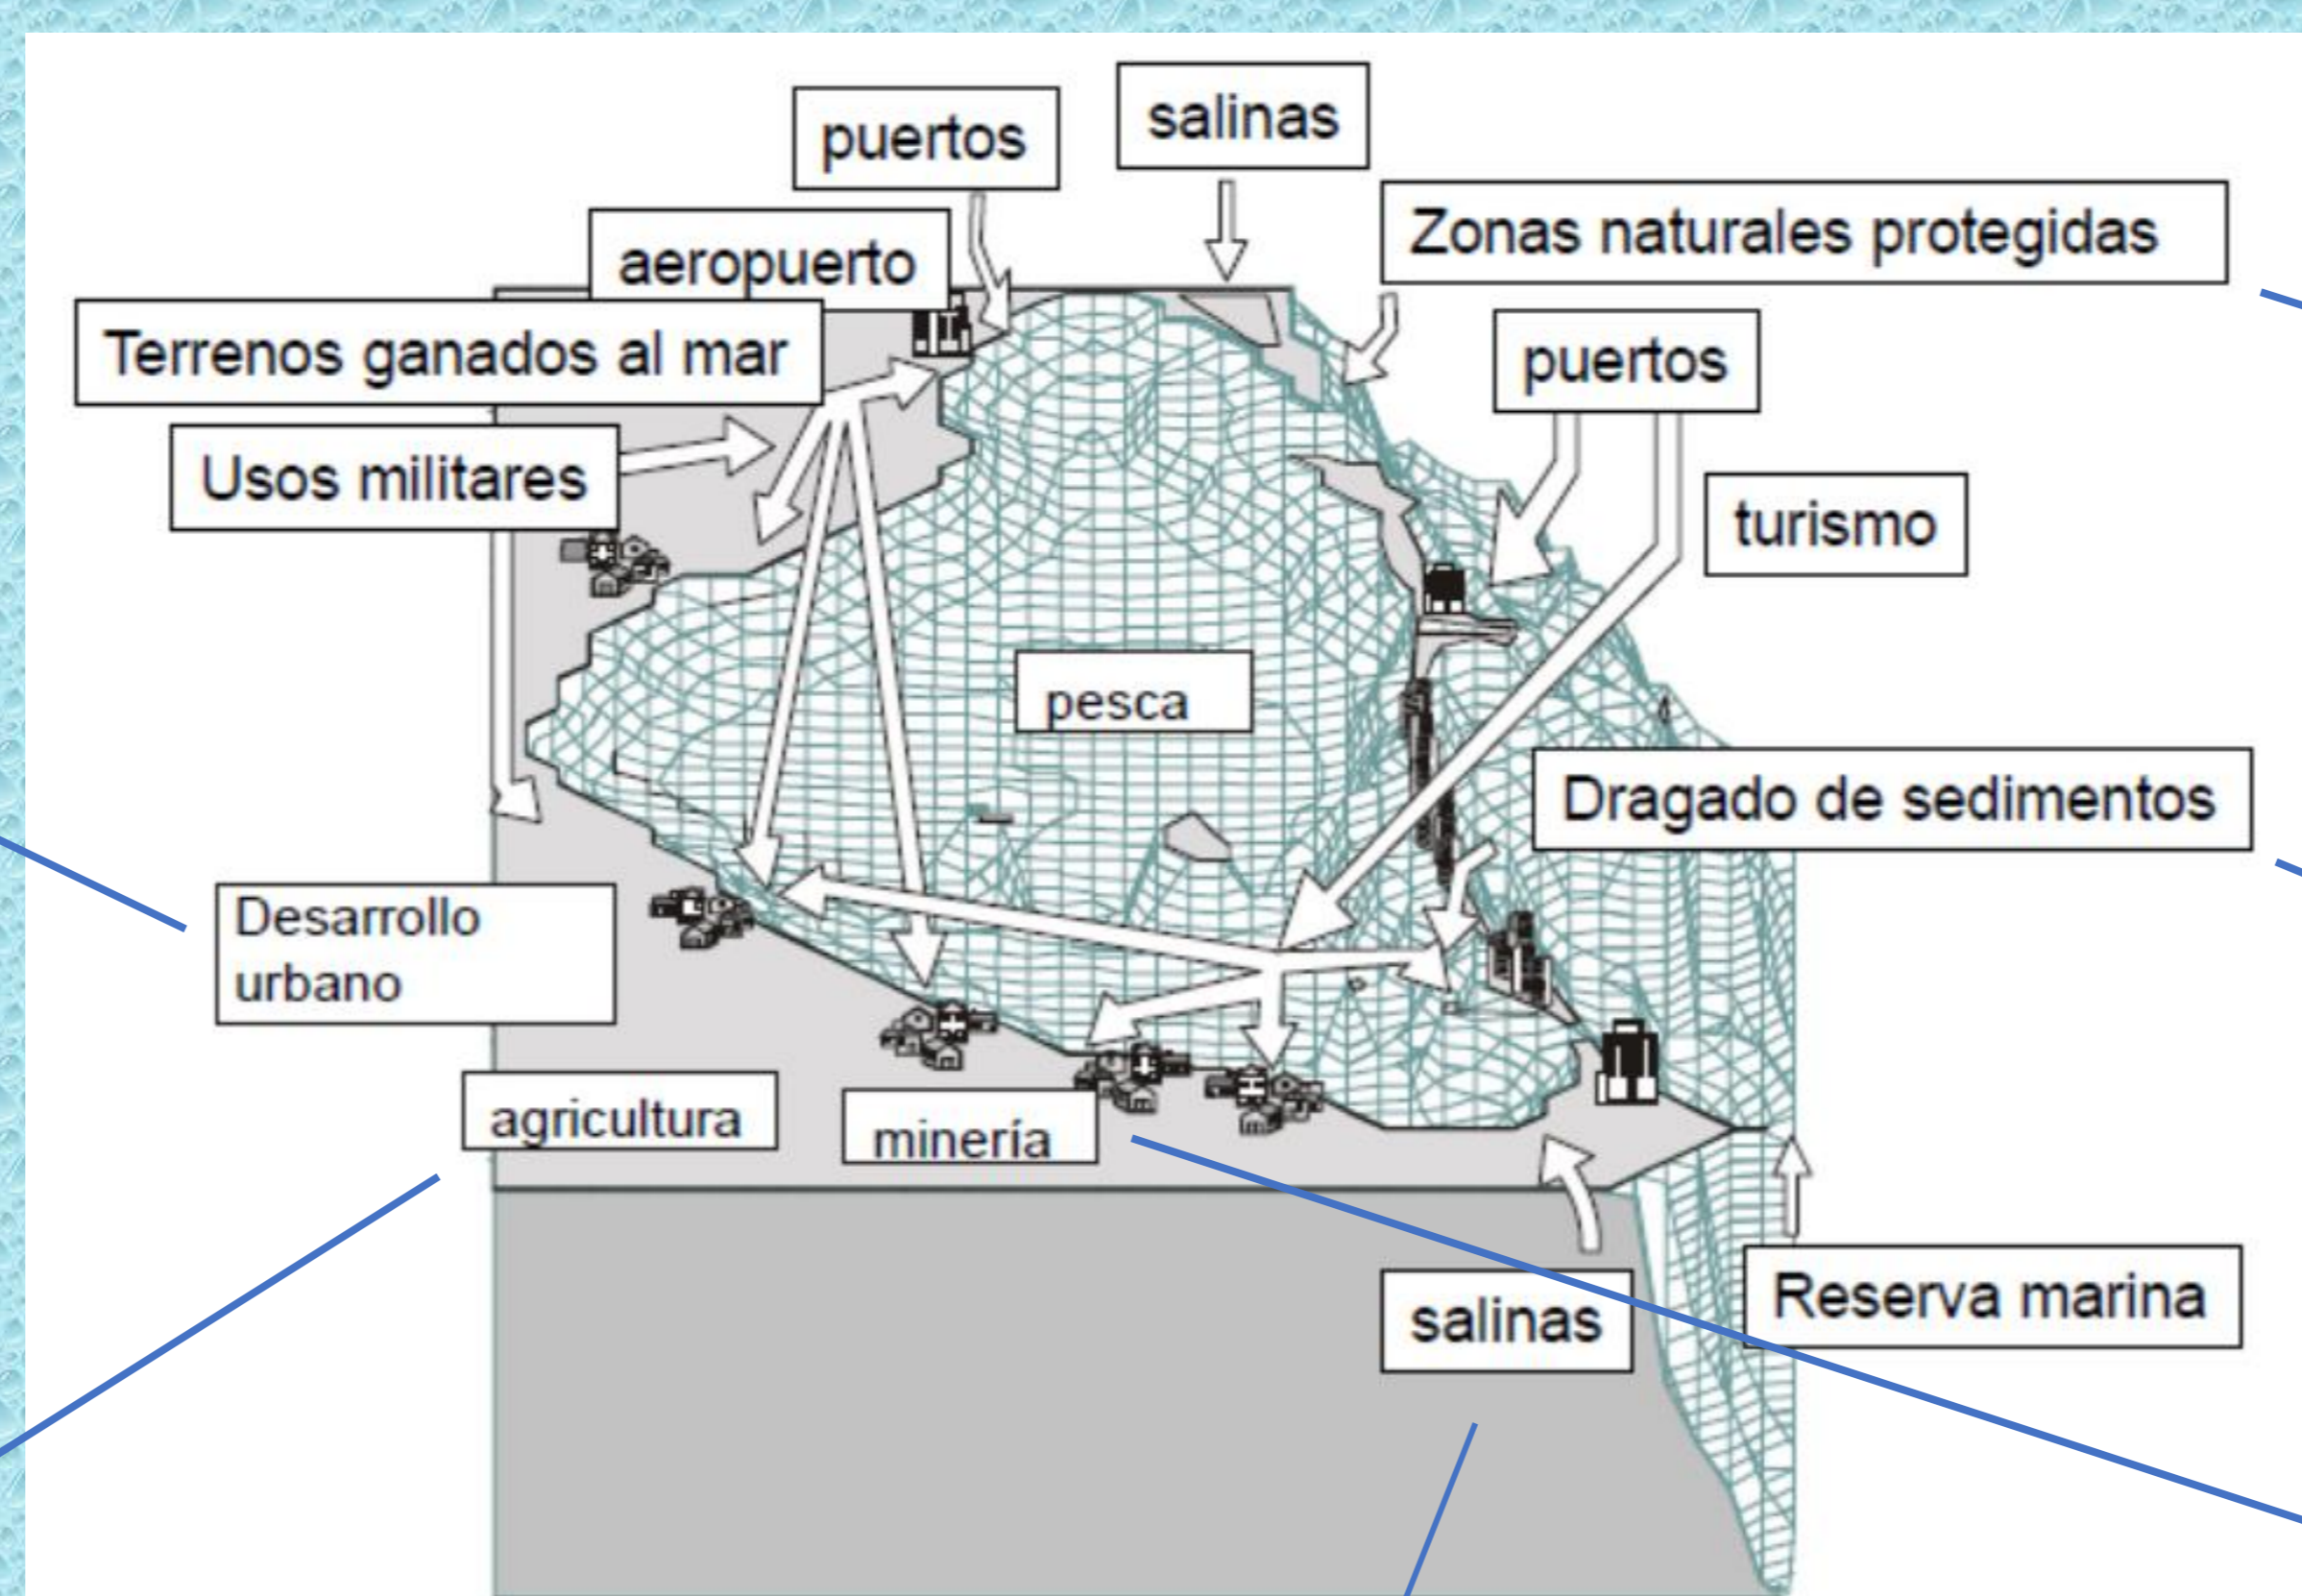 salinas
puertos
Zonas naturales protegidas
aeropuerto
Terrenos ganados al mar
puertos
Usos militares
turismo
pesca
Dragado de sedimentos
Desarrollo
urbano
agricultura
minería
salinas
Reserva marina